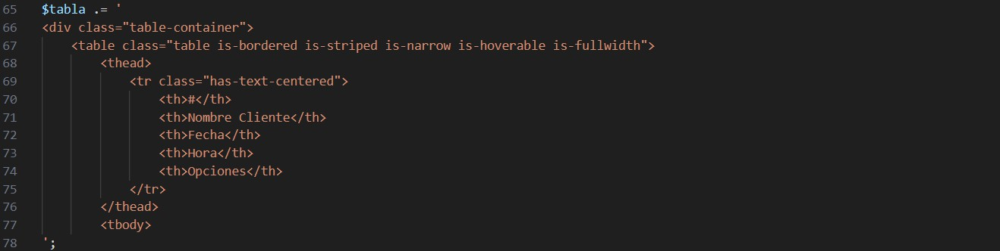 65 $tabla .= '
66 <div class="table-container">
67     <table class="table is-bordered is-striped is-narrow is-hoverable is-fullwidth">
68         <thead>
69             <tr class="has-text-centered">
70                 <th>#</th>
71                 <th>Nombre Cliente</th>
72                 <th>Fecha</th>
73                 <th>Hora</th>
74                 <th>Opciones</th>
75             </tr>
76         </thead>
77         <tbody>
78 ';